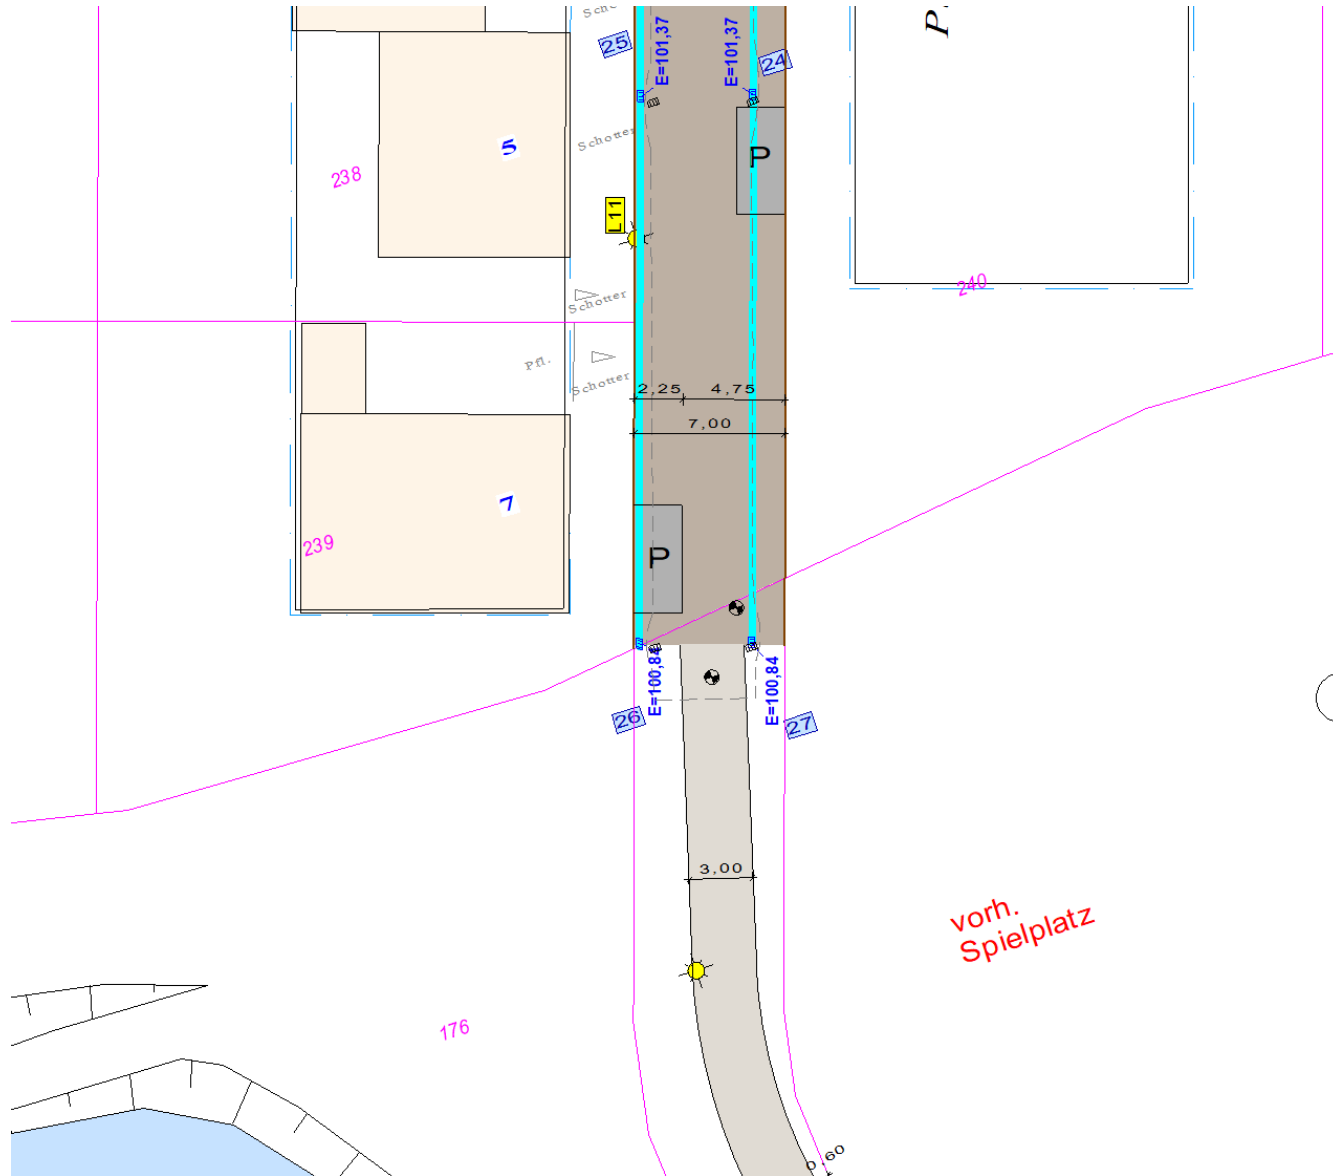 Scho
P.
25
E=101,37
E=101,37
24
Schotter
5
P
238
L11
240
Schotter
Pfl.
Schotter
2,25
4,75
7,00
7
239
P
E=100,84
E=100,84
26
27
3,00
vorh.
Spielplatz
176
0.60